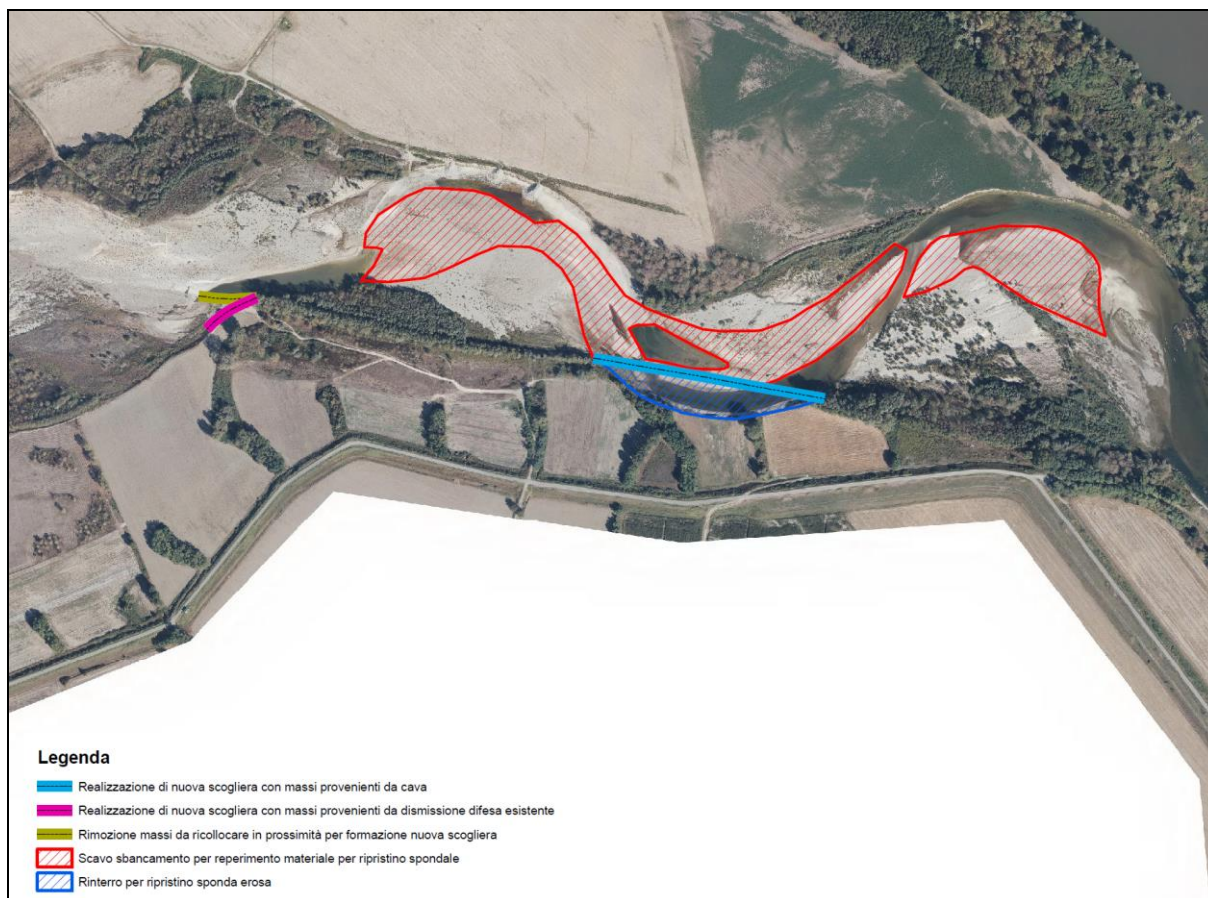 Legenda
Realizzazione di nuova scogliera con massi provenienti da cava
Realizzazione di nuova scogliera con massi provenienti da dismissione difesa esistente
Rimozione massi da ricollocare in prossimità per formazione nuova scogliera
Scavo sbancamento per reperimento materiale per ripristino spondale
Rinterro per ripristino sponda erosa